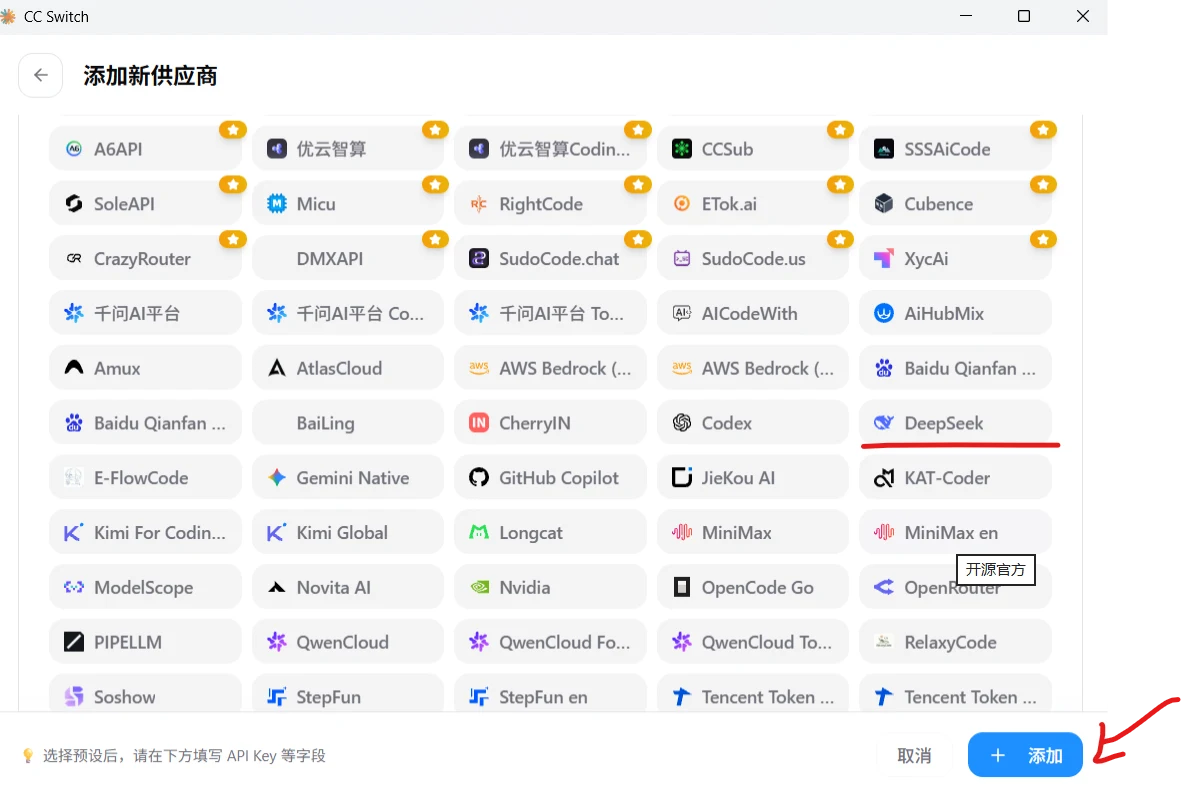 CC Switch
添加新供应商
A6API
优云智算
优云智算Codin...
CCSub
SSSAiCode
SoleAPI
Micu
RightCode
ETok.ai
Cubence
CrazyRouter
DMXAPI
SudoCode.chat
SudoCode.us
XycAi
千问AI平台
千问AI平台 Co...
千问AI平台 To...
AICodeWith
AiHubMix
Amux
AtlasCloud
AWS Bedrock (...
AWS Bedrock (...
Baidu Qianfan ...
Baidu Qianfan ...
BaiLing
CherryIN
Codex
DeepSeek
E-FlowCode
Gemini Native
GitHub Copilot
JieKou AI
KAT-Coder
Kimi For Codin...
Kimi Global
Longcat
MiniMax
MiniMax en
开源官方
ModelScope
Novita AI
Nvidia
OpenCode Go
OpenRouter
PIPELLM
QwenCloud
QwenCloud Fo...
QwenCloud To...
RelaxyCode
Soshow
StepFun
StepFun en
Tencent Token ...
Tencent Token ...
选择预设后，请在下方填写 API Key 等字段
取消
+ 添加